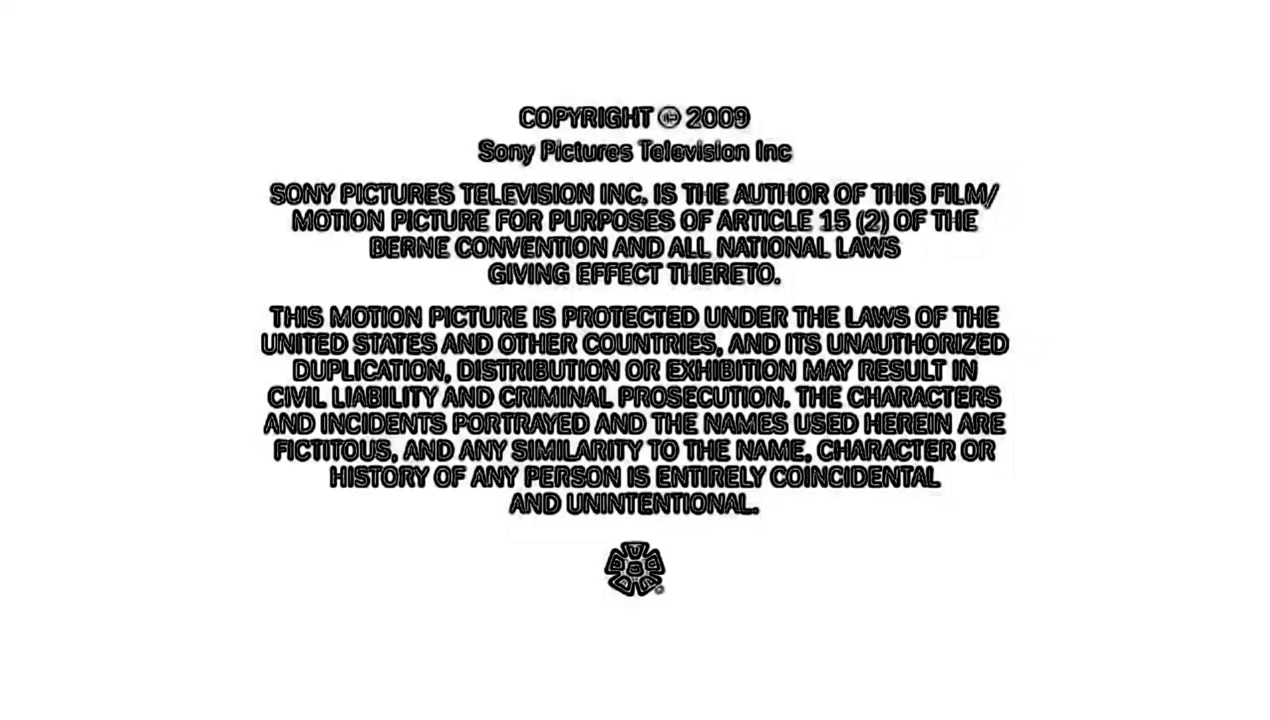 COPYRIGHT © 2009
Sony Pictures Television Inc
SONY PICTURES TELEVISION INC. IS THE AUTHOR OF THIS FILM/
MOTION PICTURE FOR PURPOSES OF ARTICLE 15 (2) OF THE
BERNE CONVENTION AND ALL NATIONAL LAWS
GIVING EFFECT THERETO.
THIS MOTION PICTURE IS PROTECTED UNDER THE LAWS OF THE
UNITED STATES AND OTHER COUNTRIES, AND ITS UNAUTHORIZED
DUPLICATION, DISTRIBUTION OR EXHIBITION MAY RESULT IN
CIVIL LIABILITY AND CRIMINAL PROSECUTION. THE CHARACTERS
AND INCIDENTS PORTRAYED AND THE NAMES USED HEREIN ARE
FICTITOUS, AND ANY SIMILARITY TO THE NAME, CHARACTER OR
HISTORY OF ANY PERSON IS ENTIRELY COINCIDENTAL
AND UNINTENTIONAL.